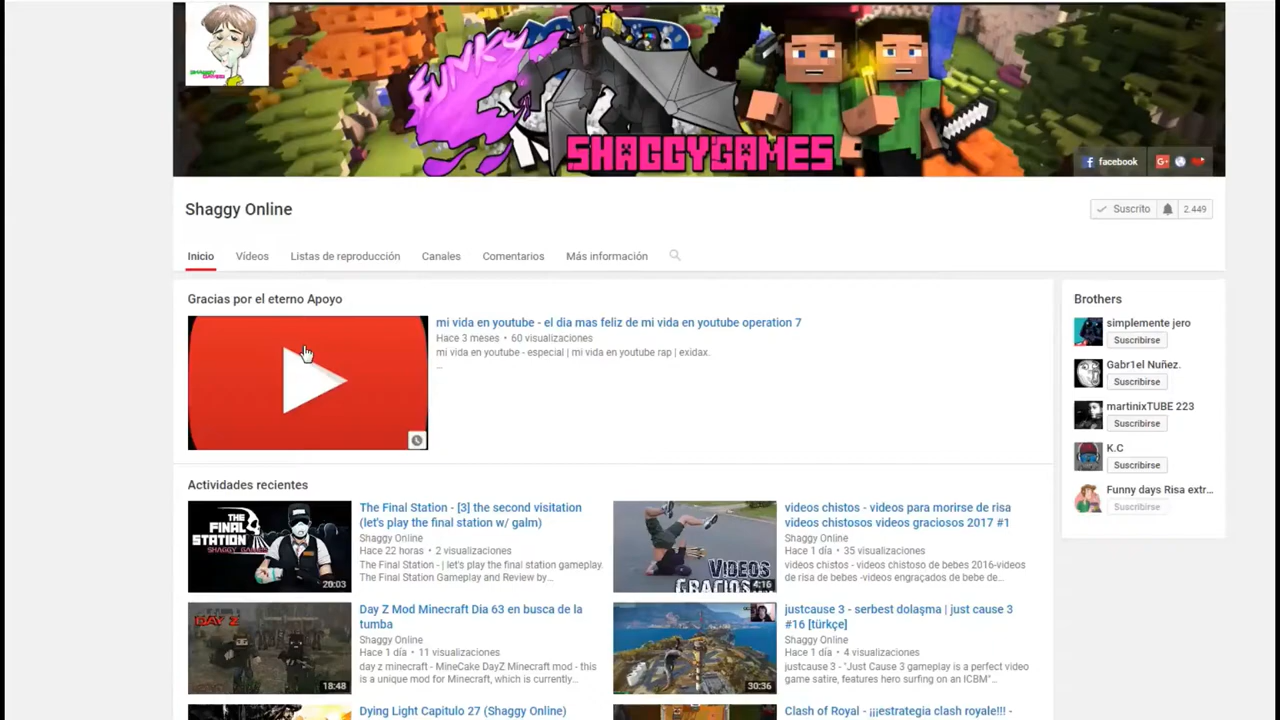 SHAGGYGAMES
facebook
Shaggy Online
Suscrito
2.449
Inicio
Vídeos
Listas de reproducción
Canales
Comentarios
Más información
Gracias por el eterno Apoyo
mi vida en youtube - el dia mas feliz de mi vida en youtube operation 7
Hace 3 meses • 60 visualizaciones
mi vida en youtube - especial | mi vida en youtube rap | exidax.
...
Brothers
simplemente jero
Suscribirse
Gabr1el Nuñez.
Suscribirse
martinixTUBE 223
Suscribirse
K.C
Suscribirse
Funny days Risa extr...
Suscribirse
Actividades recientes
THE FINAL STATION
SHAGGY GAMES
20:03
The Final Station - [3] the second visitation
(let's play the final station w/ galm)
Shaggy Online
Hace 22 horas • 2 visualizaciones
The Final Station - | let's play the final station gameplay.
The Final Station Gameplay and Review by...
VIDEOS
GRACIOSOS
4:16
videos chistos - videos para morirse de risa
videos chistosos videos graciosos 2017 #1
Shaggy Online
Hace 1 día • 35 visualizaciones
videos chistos - videos chistoso de bebes 2016-videos
de risa de bebes -videos engraçados de bebe de...
DAY Z
18:48
Day Z Mod Minecraft Dia 63 en busca de la
tumba
Shaggy Online
Hace 1 día • 11 visualizaciones
day z minecraft - MineCake DayZ Minecraft mod - this
is a unique mod for Minecraft, which is currently...
30:36
justcause 3 - serbest dolaşma | just cause 3
#16 [türkçe]
Shaggy Online
Hace 1 día • 4 visualizaciones
justcause 3 - "Just Cause 3 gameplay is a perfect video
game satire, features hero surfing on an ICBM"...
Dying Light Capitulo 27 (Shaggy Online)
Clash of Royal - ¡¡¡estrategia clash royale!!! -